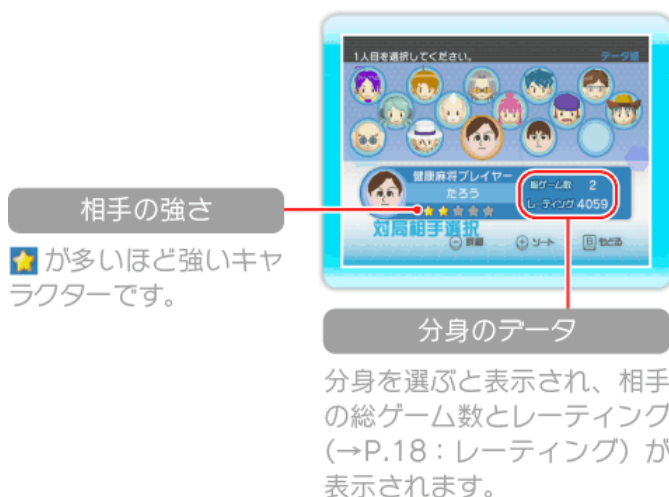 1人目を選択してください。
データ順
健康麻将プレイヤー
たろう
総ゲーム数 2
レーティング 4059
対局相手選択
⊖ 詳細 ⊕ ソート B もどる
相手の強さ
が多いほど強いキャ
ラクターです。
分身のデータ
分身を選ぶと表示され、相手
の総ゲーム数とレーティング
(→P.18：レーティング）が
表示されます。